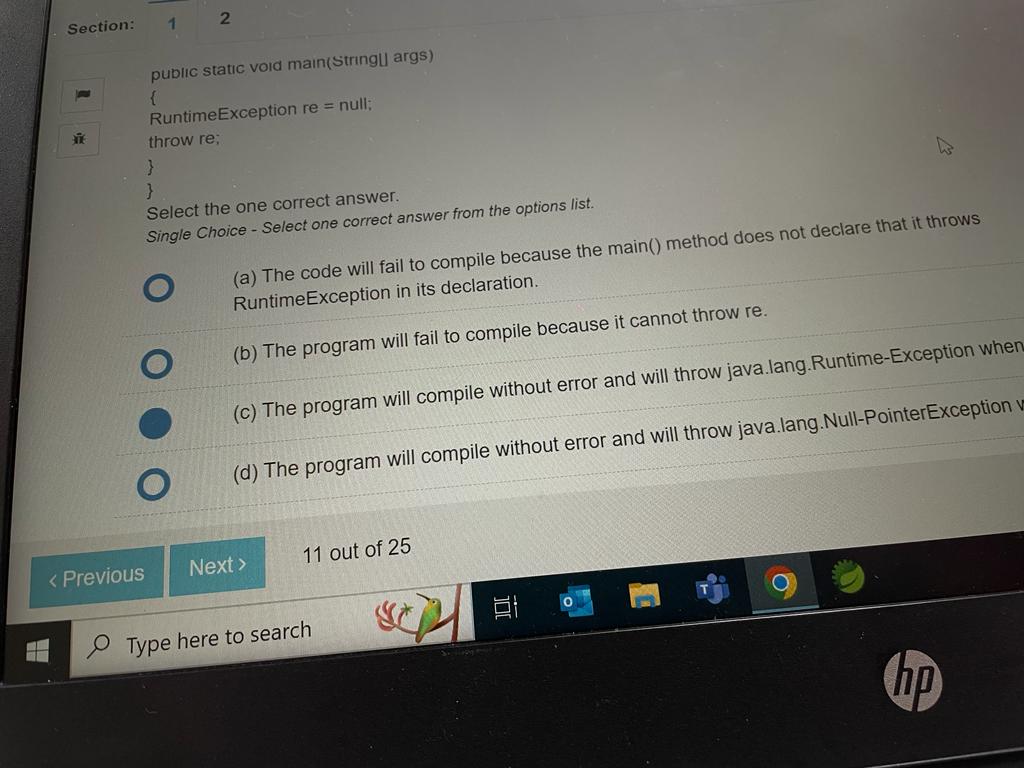 Section: 1 2
public static void main(String[] args)
{
RuntimeException re = null;
throw re;
}
}
Select the one correct answer.
Single Choice - Select one correct answer from the options list.
(a) The code will fail to compile because the main() method does not declare that it throws
RuntimeException in its declaration.
(b) The program will fail to compile because it cannot throw re.
(c) The program will compile without error and will throw java.lang.Runtime-Exception when
(d) The program will compile without error and will throw java.lang.Null-PointerException
< Previous Next > 11 out of 25
Type here to search
hp